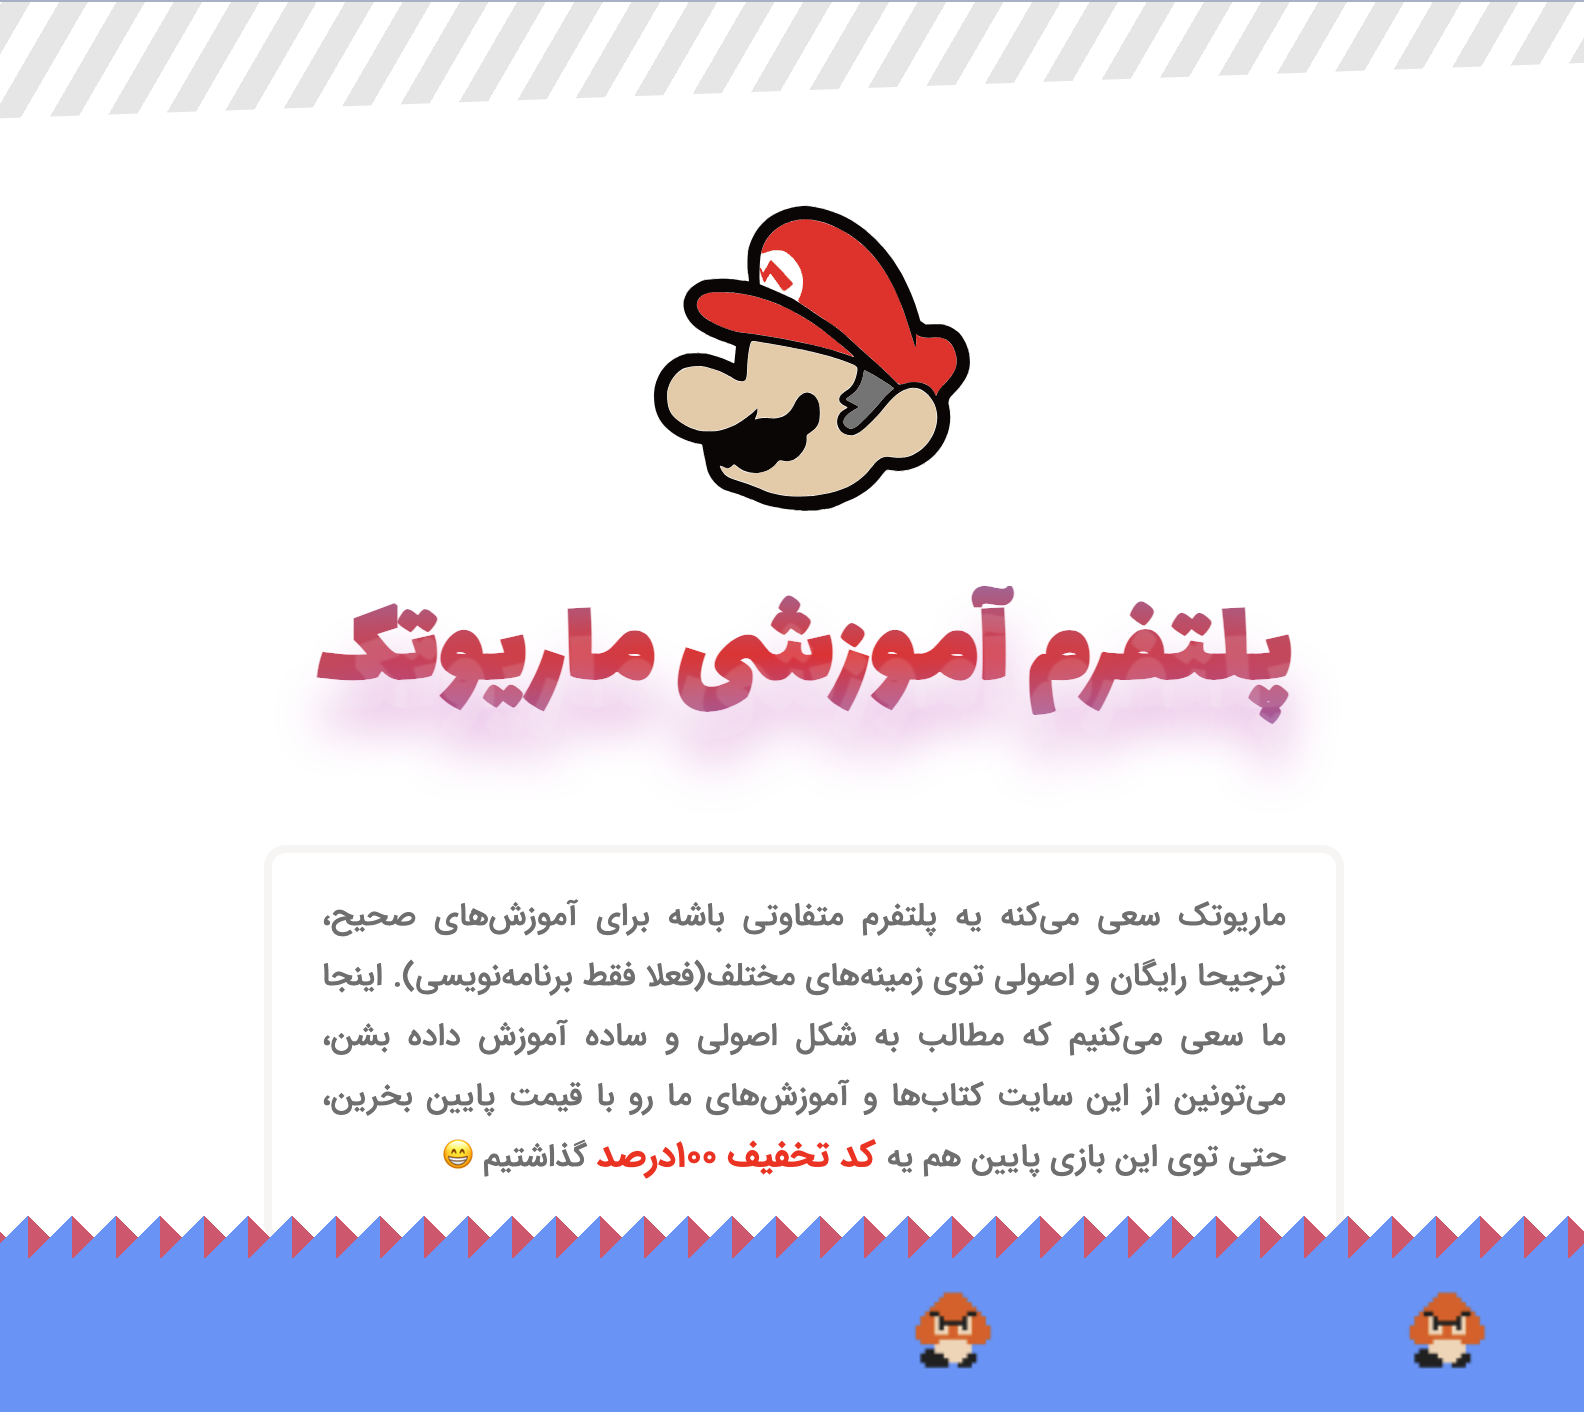 پلتفرم آموزشی ماریوتک
ماریوتک سعی می‌کنه یه پلتفرم متفاوتی باشه برای آموزش‌های صحیح،
ترجیحا رایگان و اصولی توی زمینه‌های مختلف(فعلا فقط برنامه‌نویسی). اینجا
ما سعی می‌کنیم که مطالب به شکل اصولی و ساده آموزش داده بشن،
می‌تونین از این سایت کتاب‌ها و آموزش‌های ما رو با قیمت پایین بخرین،
حتی توی این بازی پایین هم یه کد تخفیف ۱۰۰درصد گذاشتیم 😁